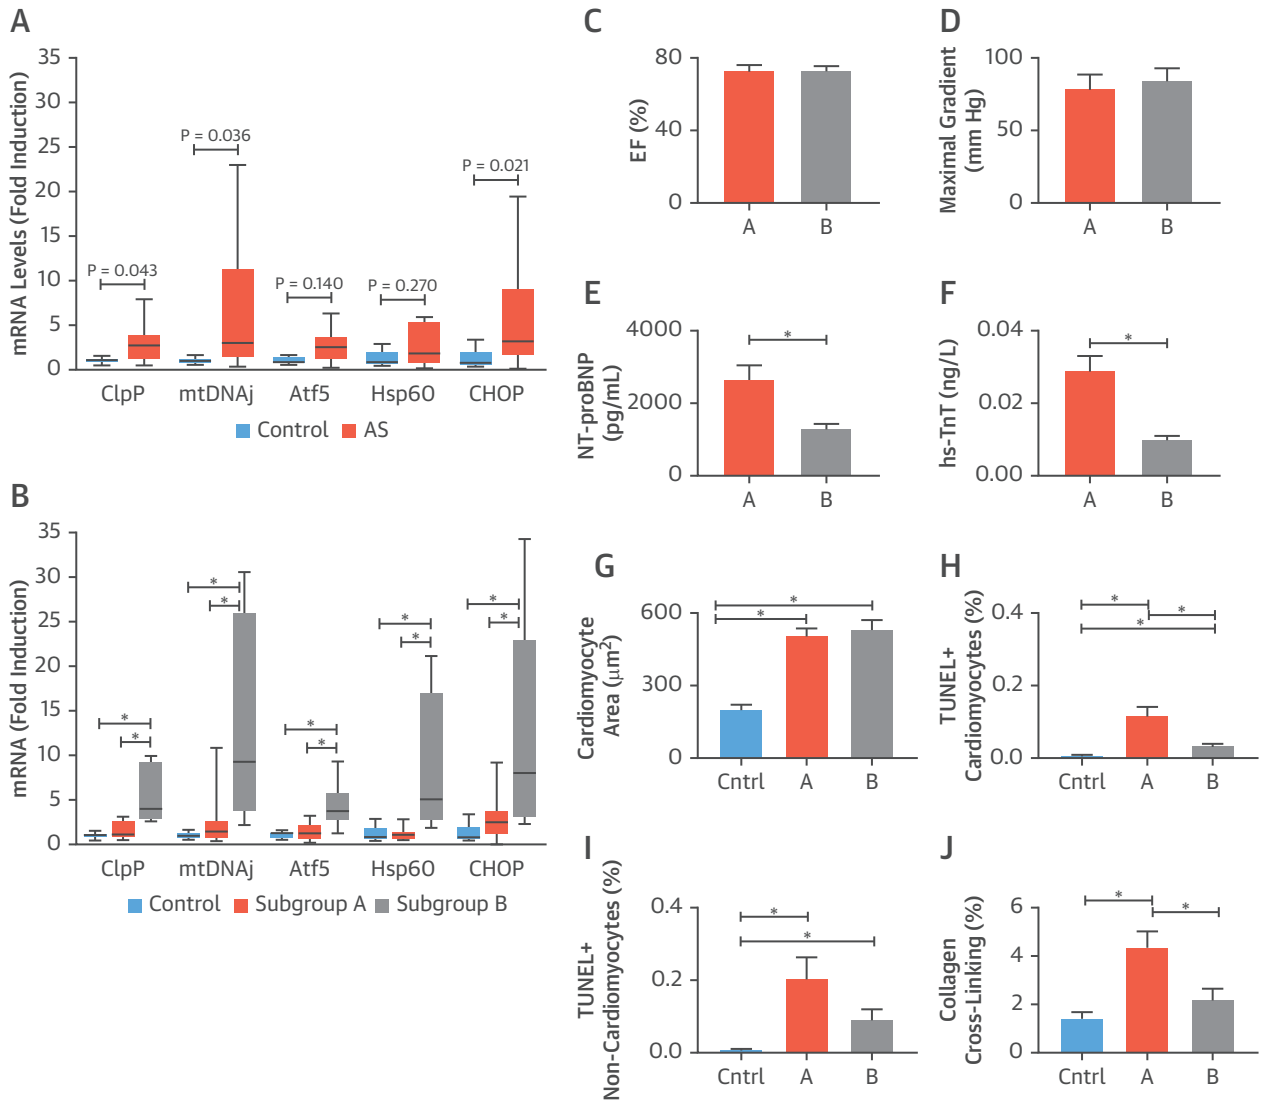 A
mRNA Levels (Fold Induction)
35
30
25
20
15
10
5
0
P = 0.043
P = 0.036
P = 0.140
P = 0.270
P = 0.021
ClpP mtDNAj Atf5 Hsp60 CHOP
Control AS
B
mRNA (Fold Induction)
35
30
25
20
15
10
5
0
* *
* *
* *
* *
* *
ClpP mtDNAj Atf5 Hsp60 CHOP
Control Subgroup A Subgroup B
C
EF (%)
80
40
0
A B
D
Maximal Gradient
(mm Hg)
100
50
0
A B
E
NT-proBNP
(pg/mL)
4000
2000
0
*
A B
F
hs-TnT (ng/L)
0.04
0.02
0.00
*
A B
G
Cardiomyocyte
Area (μm²)
600
300
0
*
*
Cntrl A B
H
TUNEL+
Cardiomyocytes (%)
0.4
0.2
0.0
* *
*
Cntrl A B
I
TUNEL+
Non-Cardiomyocytes (%)
0.4
0.2
0.0
*
*
Cntrl A B
J
Collagen
Cross-Linking (%)
6
4
2
0
* *
Cntrl A B